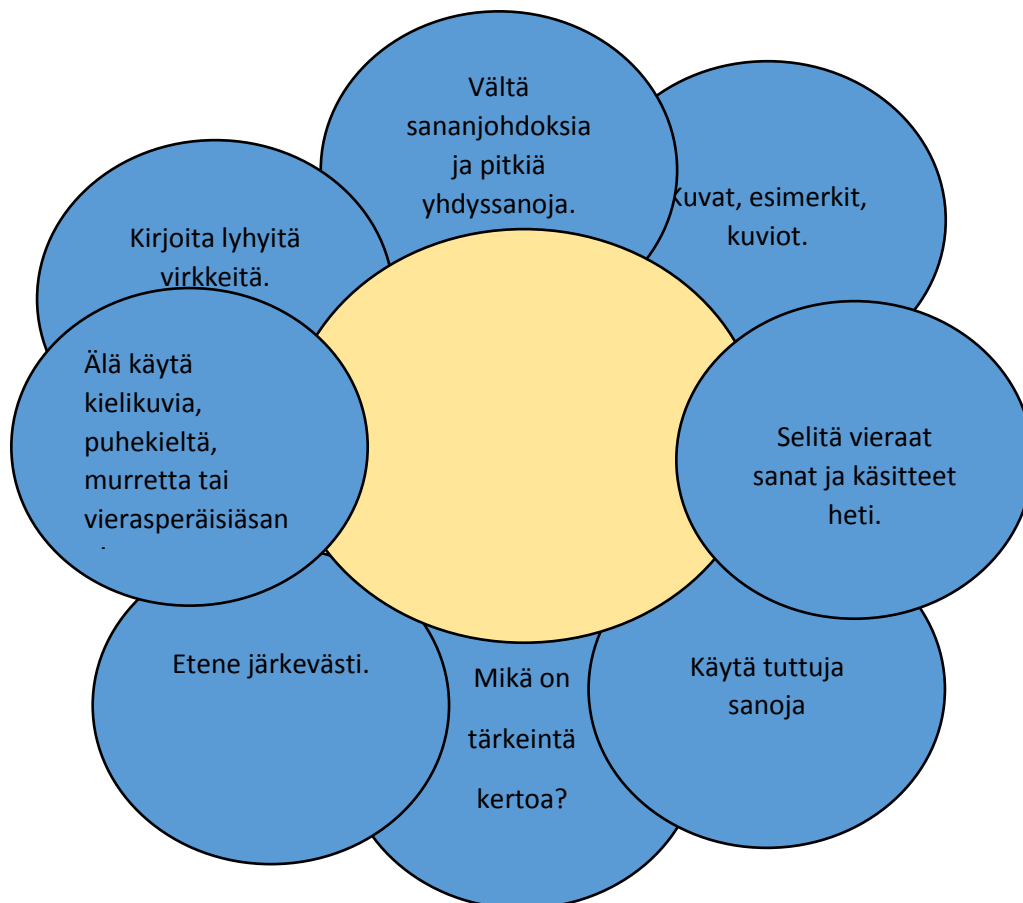 Vältä
sananjohdoksia
ja pitkiä
yhdyssanoja.
Kuvat, esimerkit,
kuviot.
Kirjoita lyhyitä
virkkeitä.
Älä käytä
kielikuvia,
puhekieltä,
murretta tai
vierasperäisiäsan
Selitä vieraat
sanat ja käsitteet
heti.
Etene järkevästi.
Mikä on
tärkeintä
kertoa?
Käytä tuttuja
sanoja